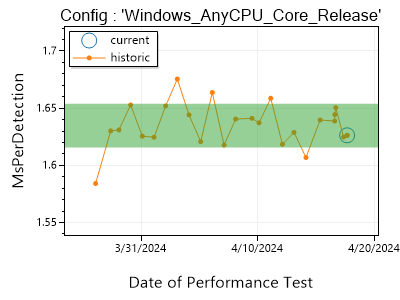 Config : 'Windows_AnyCPU_Core_Release'
current
historic
1.7
1.65
1.6
1.55
MsPerDetection
3/31/2024
4/10/2024
4/20/2024
Date of Performance Test